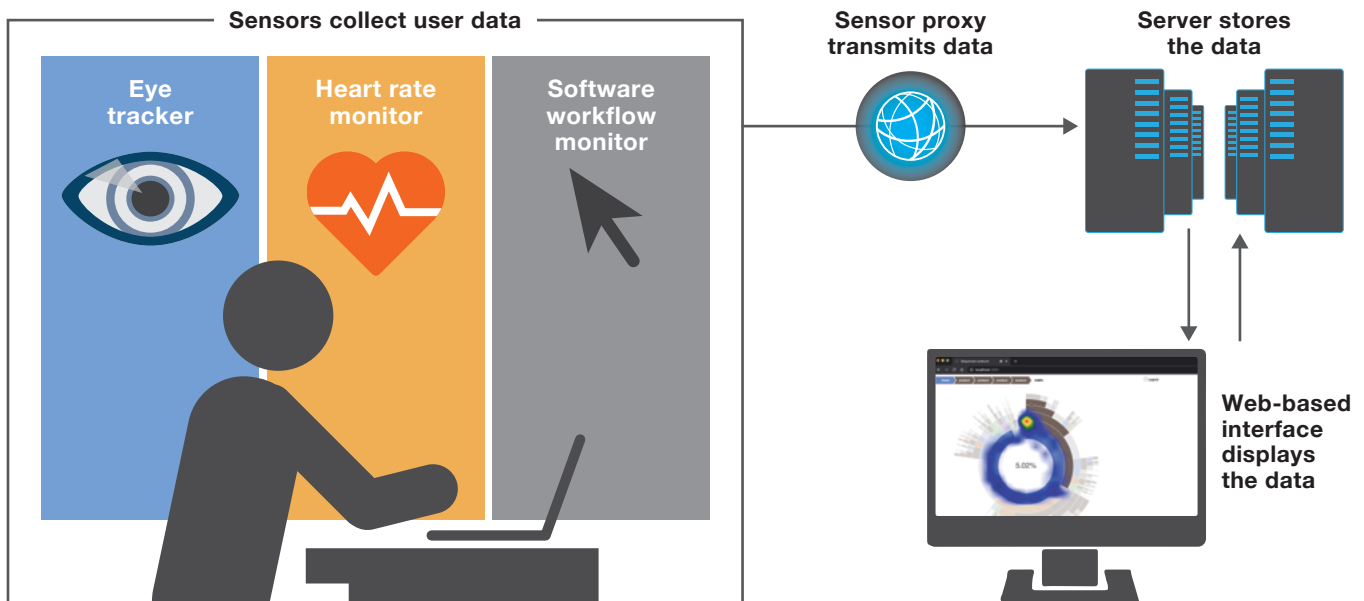 Sensors collect user data
Eye
tracker
Heart rate
monitor
Software
workflow
monitor
Sensor proxy
transmits data
Server stores
the data
5.02%
Web-based
interface
displays
the data